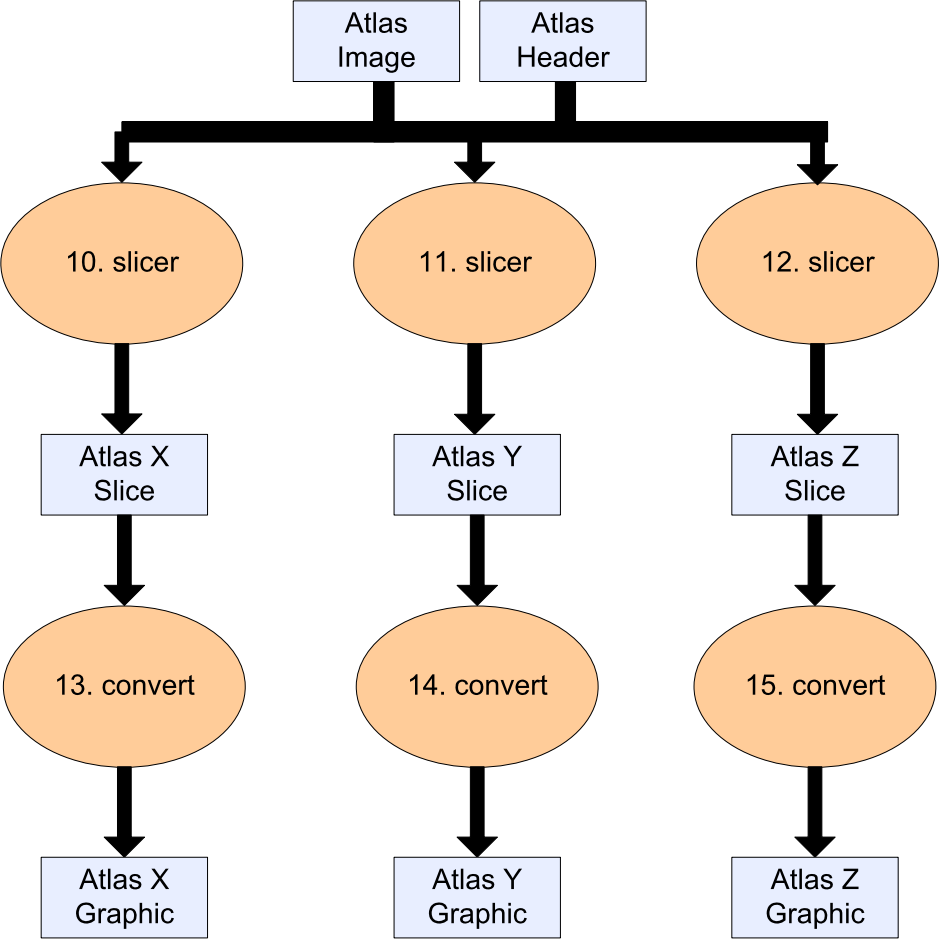 Atlas
Image
Atlas
Header
10. slicer
11. slicer
12. slicer
Atlas X
Slice
Atlas Y
Slice
Atlas Z
Slice
13. convert
14. convert
15. convert
Atlas X
Graphic
Atlas Y
Graphic
Atlas Z
Graphic